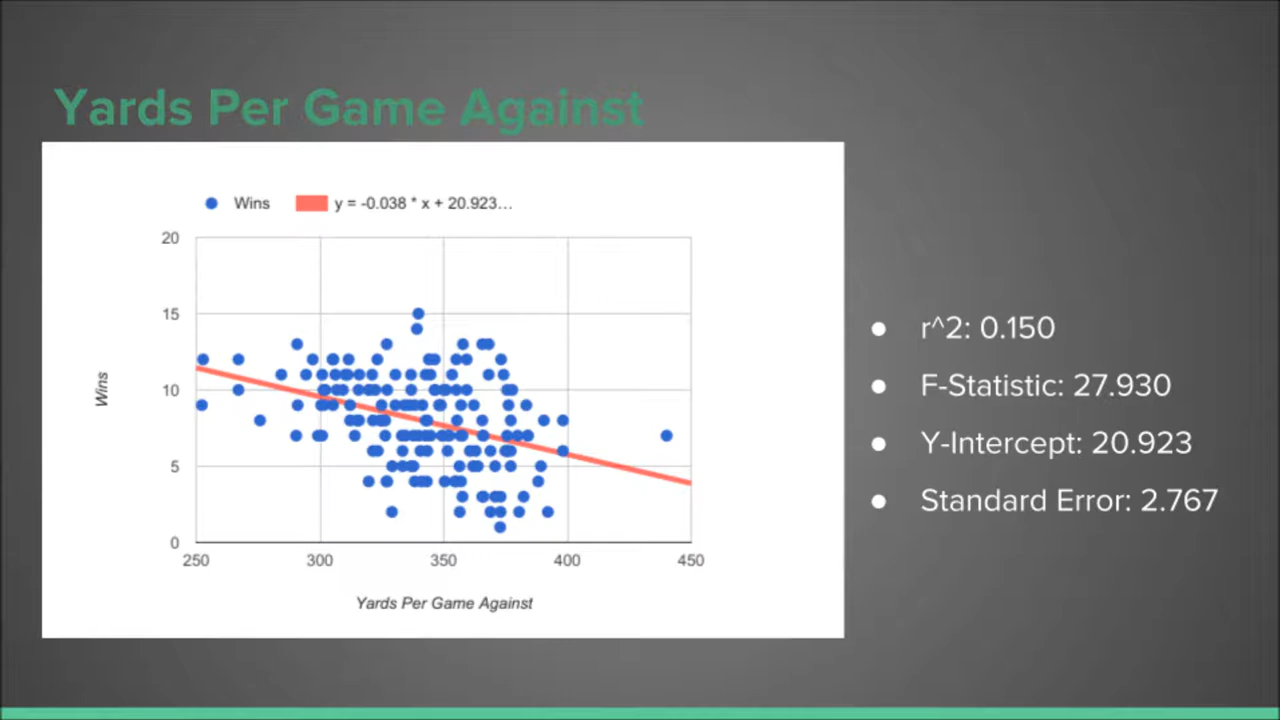 Yards Per Game Against
Wins
y = -0.038 * x + 20.923...
20
15
10
5
0
Wins
250 300 350 400 450
Yards Per Game Against
● r^2: 0.150
● F-Statistic: 27.930
● Y-Intercept: 20.923
● Standard Error: 2.767